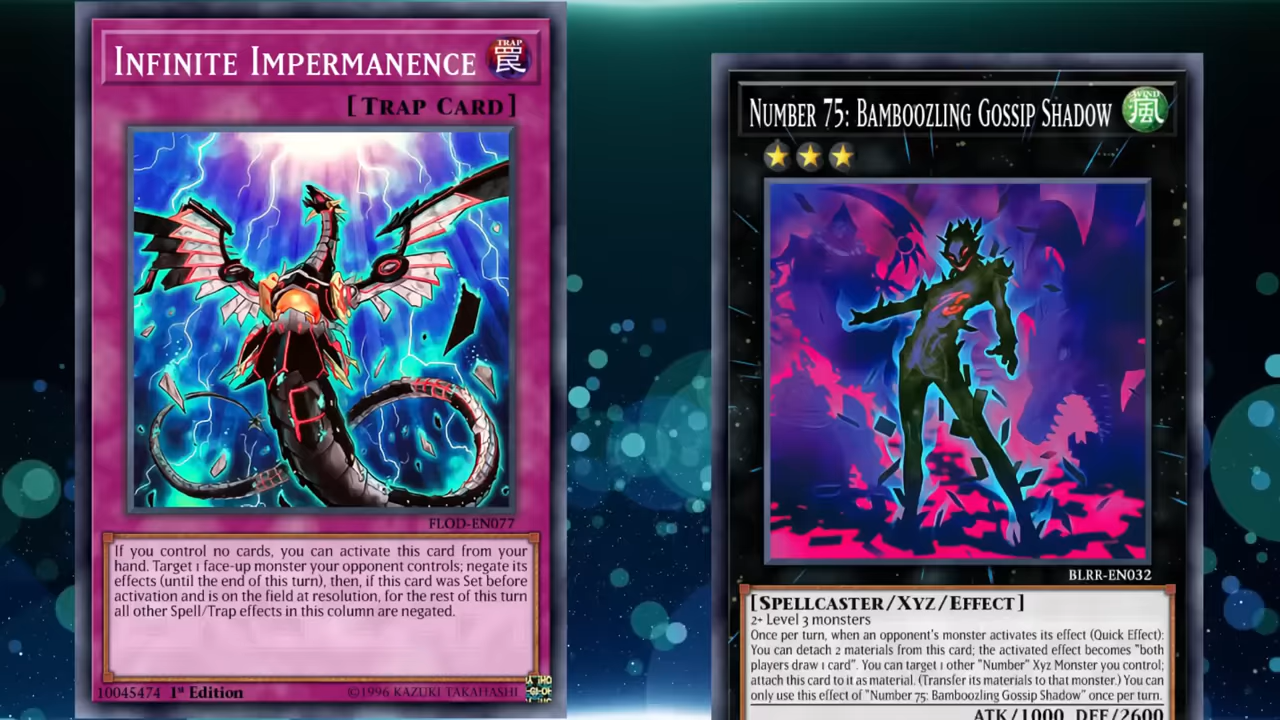 INFINITE IMPERMANENCE
TRAP
罠
[TRAP CARD]
FLOD-EN077
If you control no cards, you can activate this card from your
hand. Target 1 face-up monster your opponent controls; negate its
effects (until the end of this turn), then, if this card was Set before
activation and is on the field at resolution, for the rest of this turn
all other Spell/Trap effects in this column are negated.
10045474 1st Edition
©1996 KAZUKI TAKAHASHI
NUMBER 75: BAMBOOZLING GOSSIP SHADOW
WIND
風
BLRR-EN032
[SPELLCASTER/XYZ/EFFECT]
2+ Level 3 monsters
Once per turn, when an opponent's monster activates its effect (Quick Effect):
You can detach 2 materials from this card; the activated effect becomes "both
players draw 1 card". You can target 1 other "Number" Xyz Monster you control;
attach this card to it as material. (Transfer its materials to that monster.) You can
only use this effect of "Number 75: Bamboozling Gossip Shadow" once per turn.
ATK/1000 DEF/2600